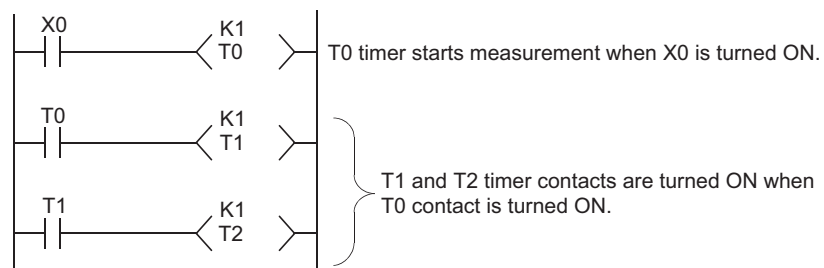 X0
K1
T0
T0 timer starts measurement when X0 is turned ON.
T0
K1
T1
T1 and T2 timer contacts are turned ON when
T0 contact is turned ON.
T1
K1
T2